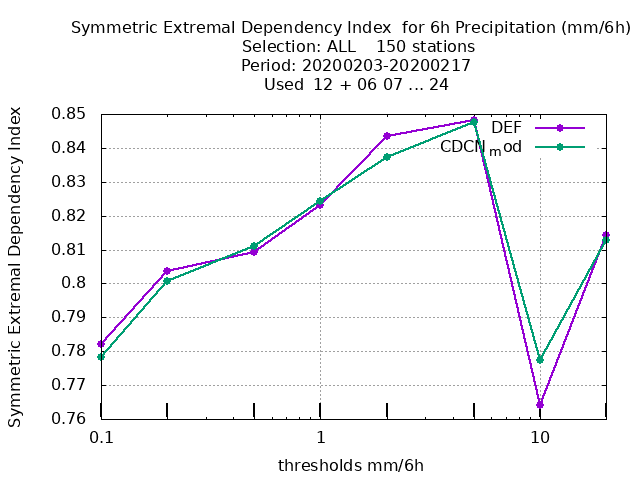 Symmetric Extremal Dependency Index  for 6h Precipitation (mm/6h)
Selection: ALL    150 stations
Period: 20200203-20200217
Used  12 + 06 07 ... 24
Symmetric Extremal Dependency Index
0.85
0.84
0.83
0.82
0.81
0.8
0.79
0.78
0.77
0.76
DEF
CDCNmod
0.1
1
10
thresholds mm/6h